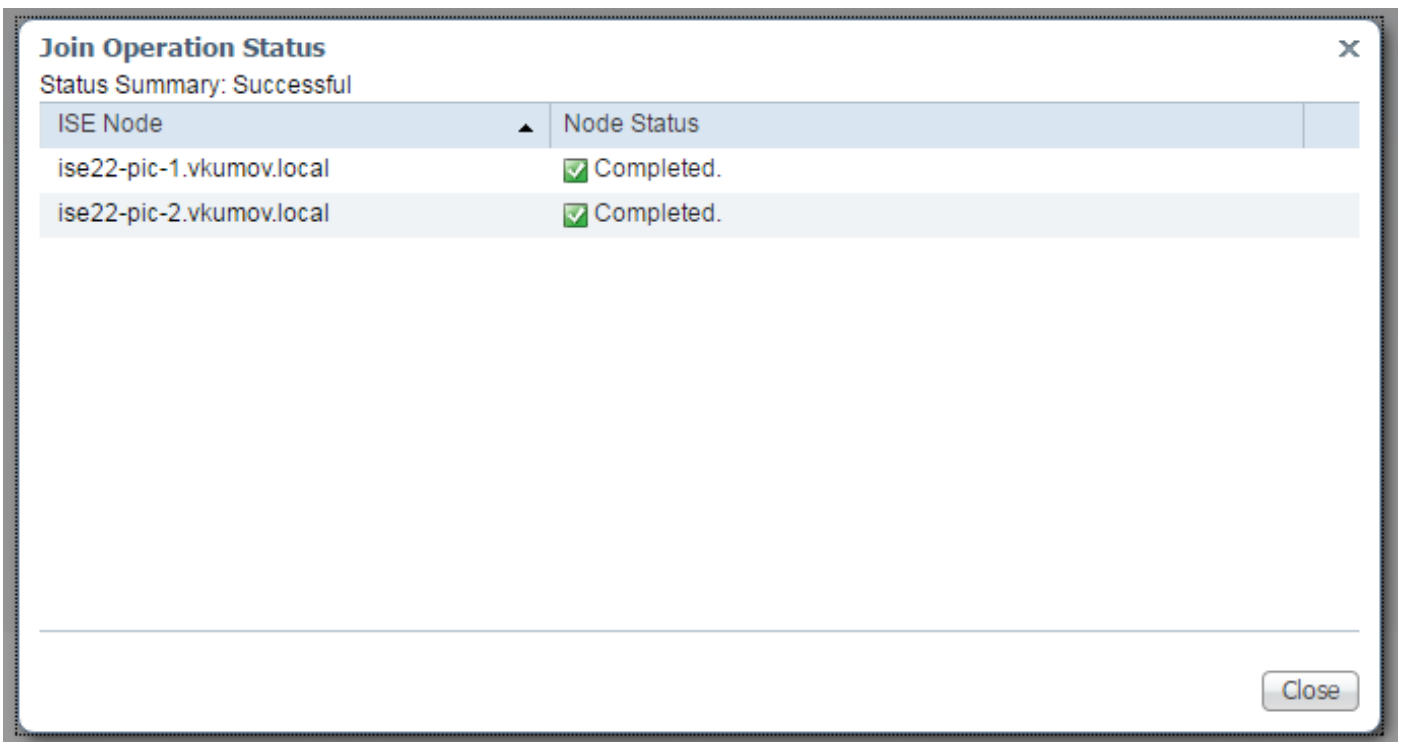 Join Operation Status
Status Summary: Successful
ISE Node Node Status
ise22-pic-1.vkumov.local Completed.
ise22-pic-2.vkumov.local Completed.
Close